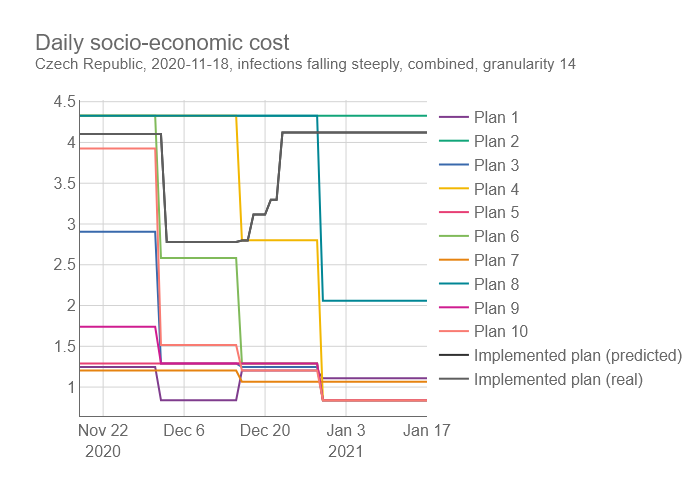 Daily socio-economic cost
Czech Republic, 2020-11-18, infections falling steeply, combined, granularity 14
4.5
4
3.5
3
2.5
2
1.5
1
Nov 22
2020
Dec 6
Dec 20
Jan 3
2021
Jan 17
Plan 1
Plan 2
Plan 3
Plan 4
Plan 5
Plan 6
Plan 7
Plan 8
Plan 9
Plan 10
Implemented plan (predicted)
Implemented plan (real)